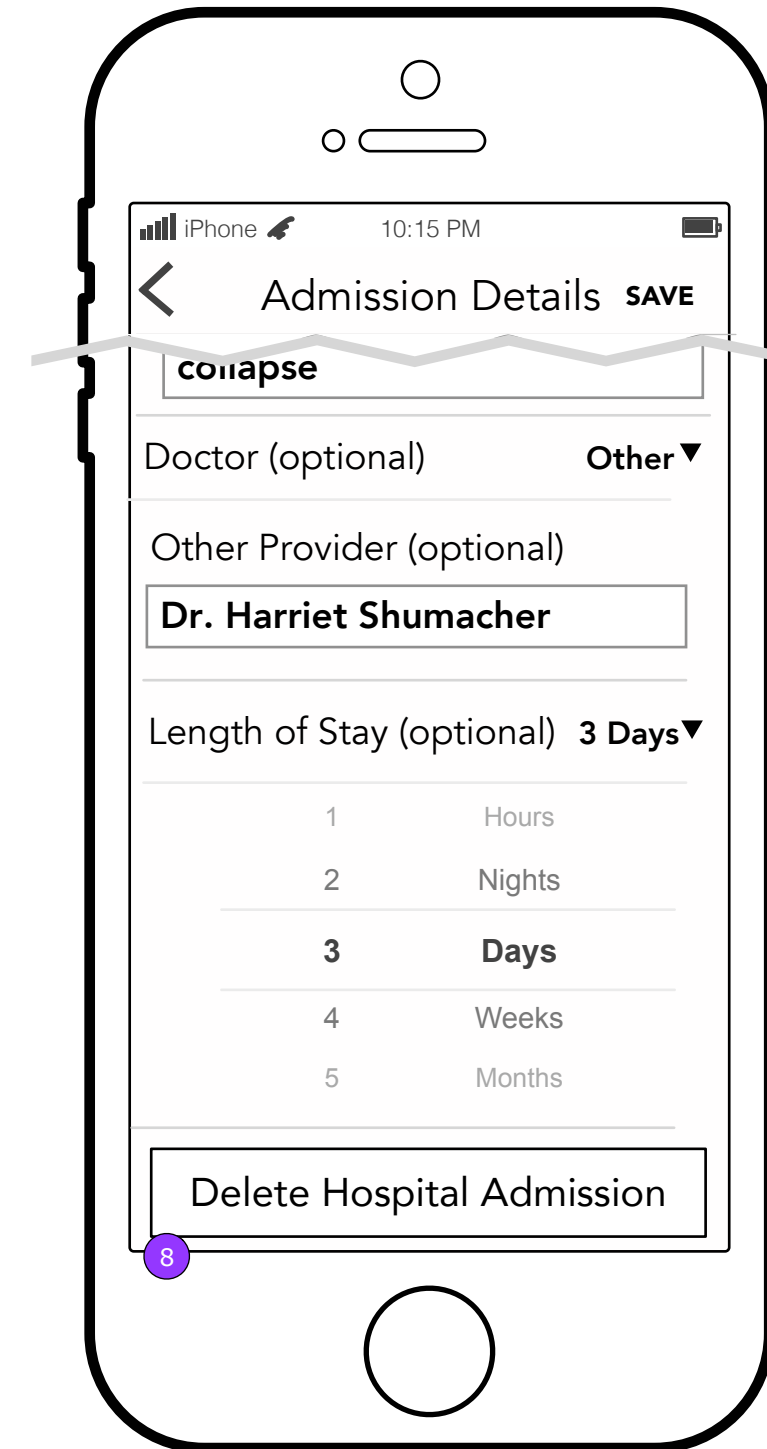 iPhone 10:15 PM
Admission Details SAVE
collapse
Doctor (optional) Other
Other Provider (optional)
Dr. Harriet Shumacher
Length of Stay (optional) 3 Days
1 Hours
2 Nights
3 Days
4 Weeks
5 Months
Delete Hospital Admission
8